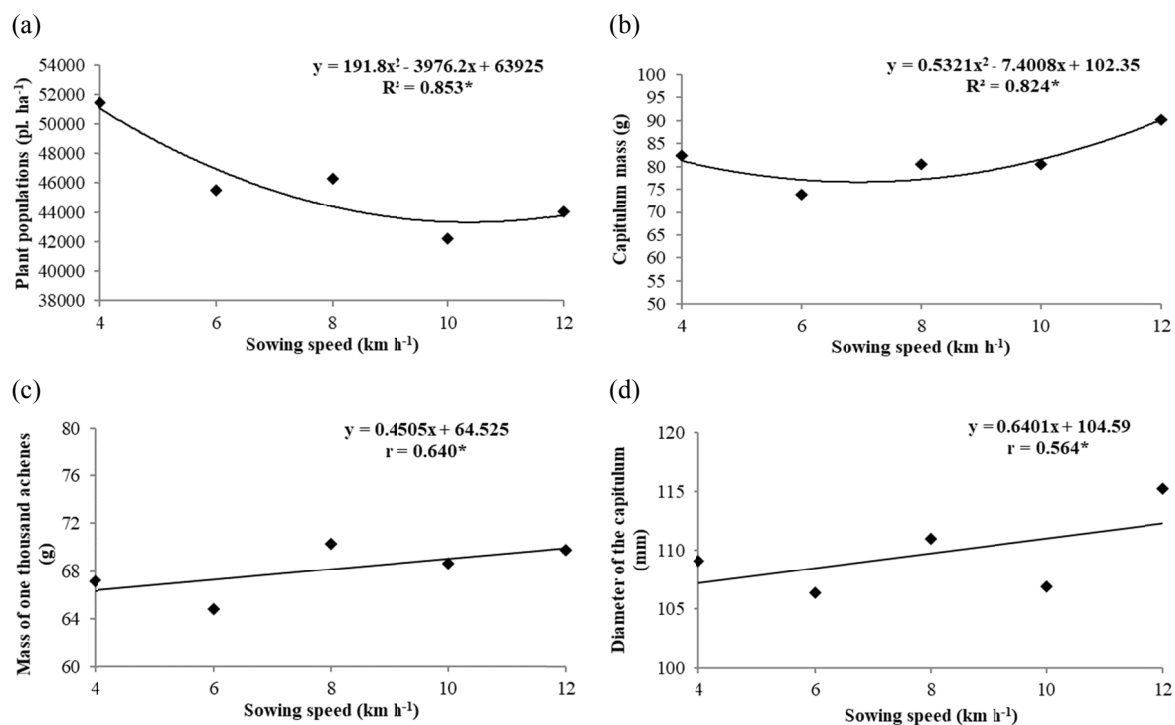 (a)
y = 191.8x² - 3976.2x + 63925
R² = 0.853*
Plant populations (pl. ha⁻¹)
54000
52000
50000
48000
46000
44000
42000
40000
38000
4 6 8 10 12
Sowing speed (km h⁻¹)
(b)
y = 0.5321x² - 7.4008x + 102.35
R² = 0.824*
Capitulum mass (g)
100
95
90
85
80
75
70
65
60
55
50
4 6 8 10 12
Sowing speed (km h⁻¹)
(c)
y = 0.4505x + 64.525
r = 0.640*
Mass of one thousand achenes
(g)
80
76
72
68
64
60
4 6 8 10 12
Sowing speed (km h⁻¹)
(d)
y = 0.6401x + 104.59
r = 0.564*
Diameter of the capitulum
(mm)
120
115
110
105
100
4 6 8 10 12
Sowing speed (km h⁻¹)